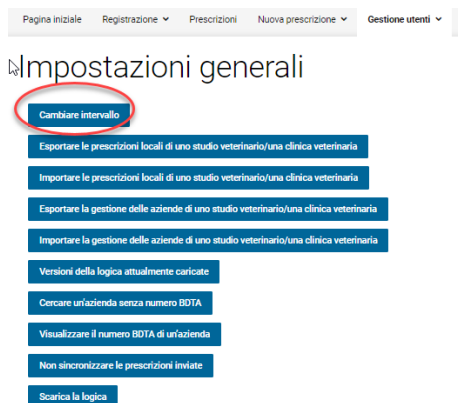 Pagina iniziale Registrazione Prescrizioni Nuova prescrizione Gestione utenti
Impostazioni generali
Cambiare intervallo
Esportare le prescrizioni locali di uno studio veterinario/una clinica veterinaria
Importare le prescrizioni locali di uno studio veterinario/una clinica veterinaria
Esportare la gestione delle aziende di uno studio veterinario/una clinica veterinaria
Importare la gestione delle aziende di uno studio veterinario/una clinica veterinaria
Versioni della logica attualmente caricate
Cercare un'azienda senza numero BDTA
Visualizzare il numero BDTA di un'azienda
Non sincronizzare le prescrizioni inviate
Scarica la logica